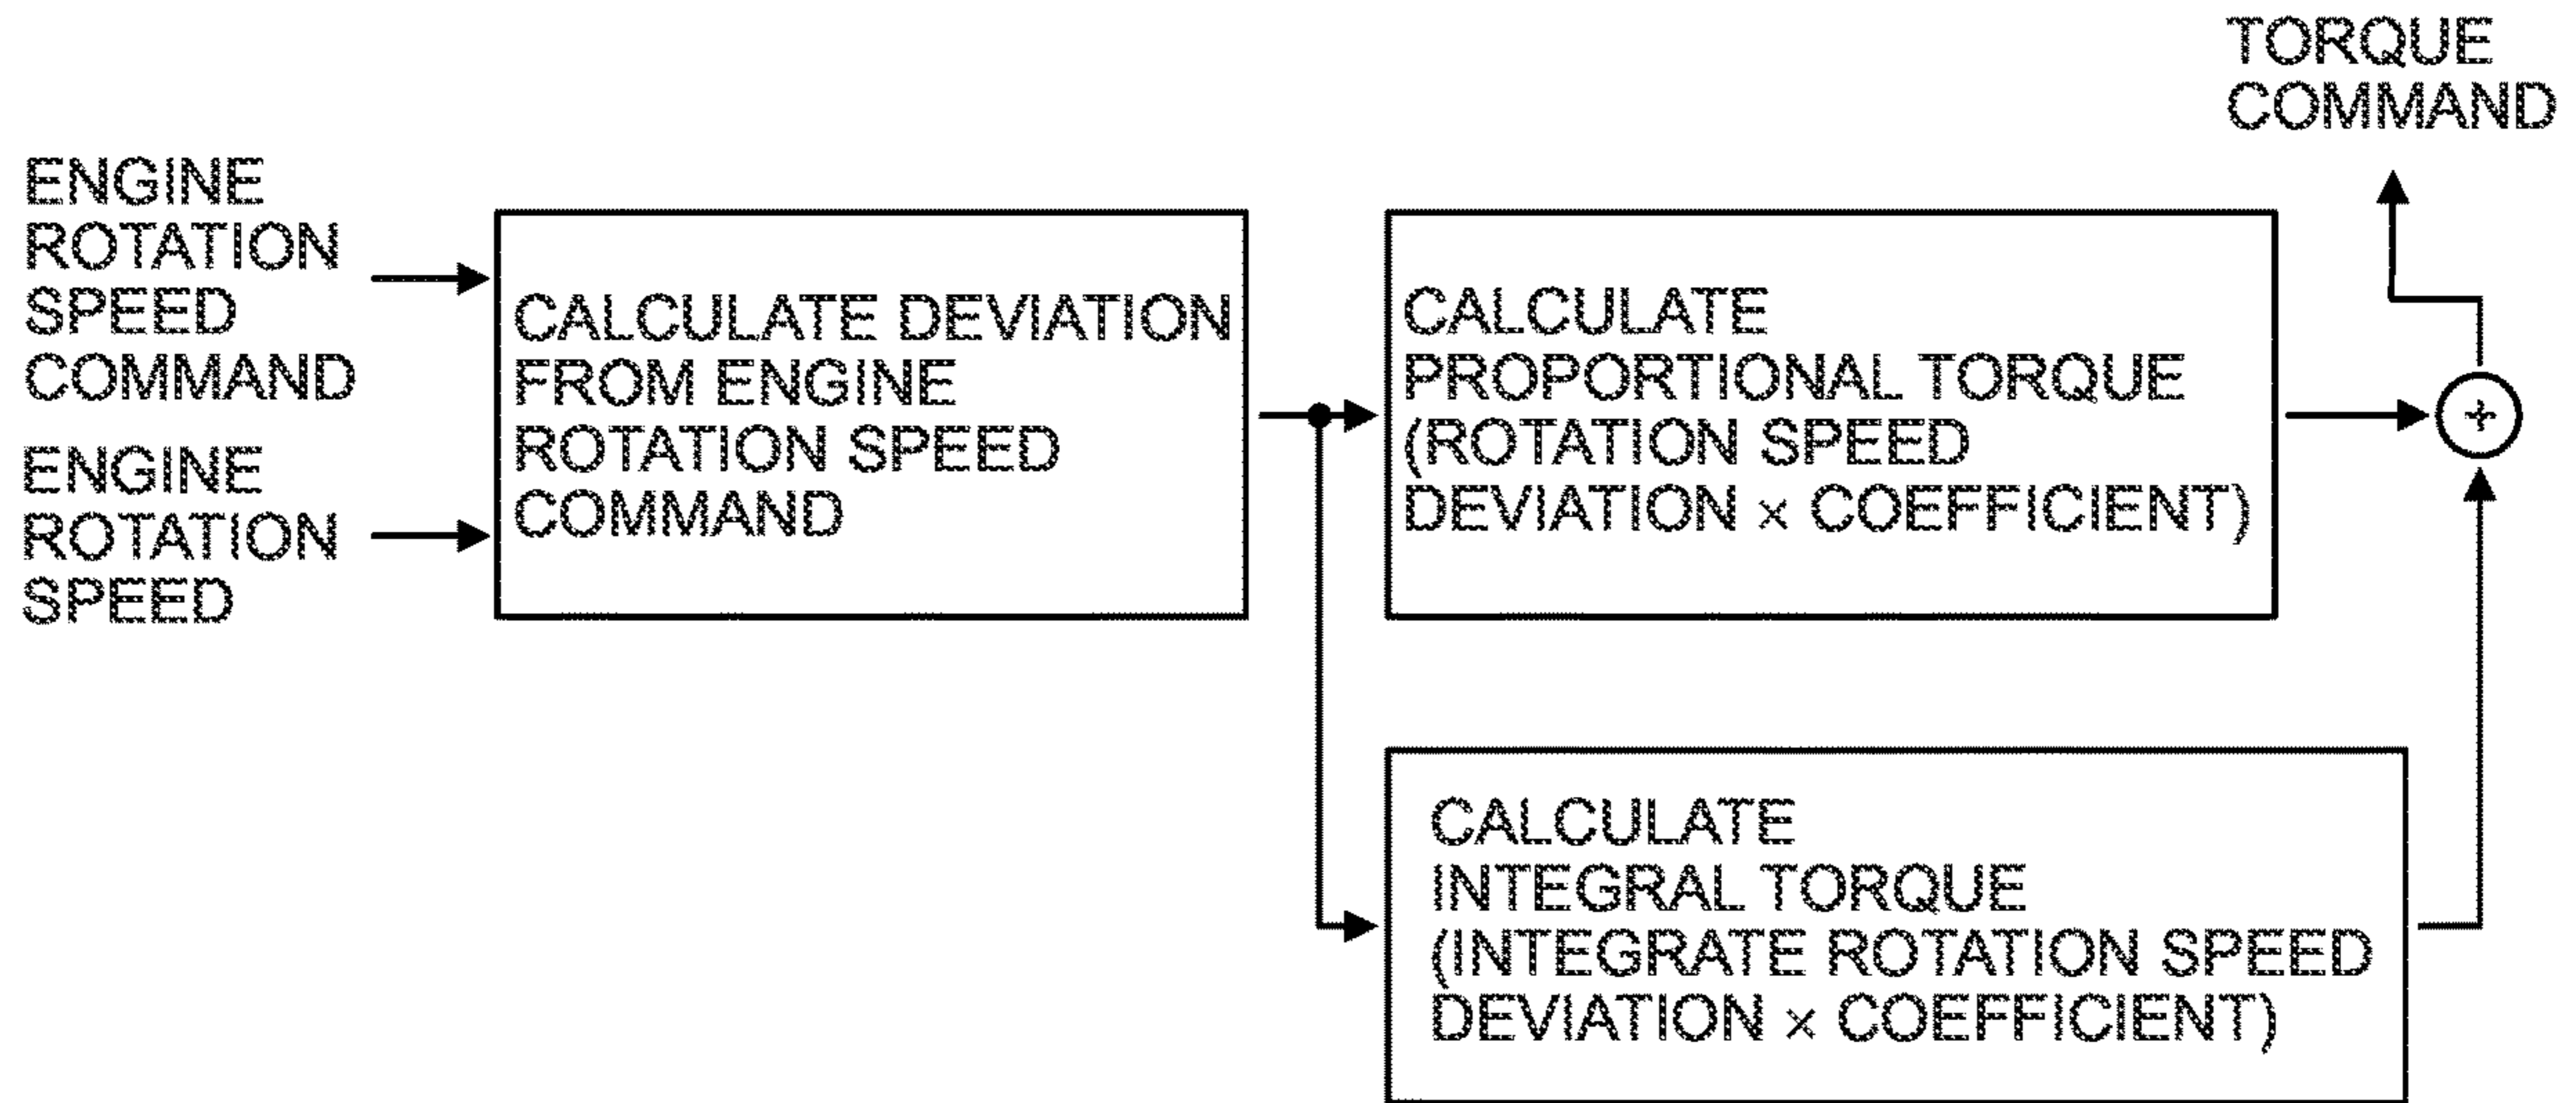 TORQUE
COMMAND
ENGINE
ROTATION
SPEED
COMMAND
ENGINE
ROTATION
SPEED
CALCULATE DEVIATION
FROM ENGINE
ROTATION SPEED
COMMAND
CALCULATE
PROPORTIONAL TORQUE
(ROTATION SPEED
DEVIATION × COEFFICIENT)
+
CALCULATE
INTEGRAL TORQUE
(INTEGRATE ROTATION SPEED
DEVIATION × COEFFICIENT)